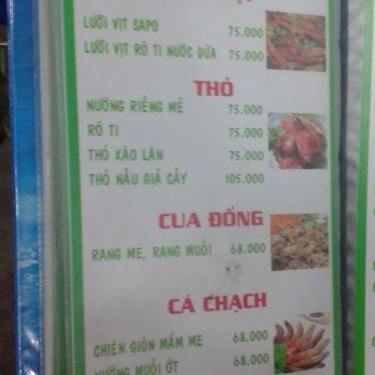 LƯỠI VỊT SAPO 75.000
LƯỠI VỊT RÔ TI NƯỚC DỪA 75.000
THỎ
NƯỚNG RIỀNG MẺ 75.000
RÔ TI 75.000
THỎ XÀO LĂN 75.000
THỎ NẤU GIẢ CẦY 105.000
CUA ĐỒNG
RANG ME, RANG MUỐI 68.000
CÁ CHẠCH
CHIÊN GIÒN MẮM ME 68.000
NƯỚNG MUỐI ỚT 68.000